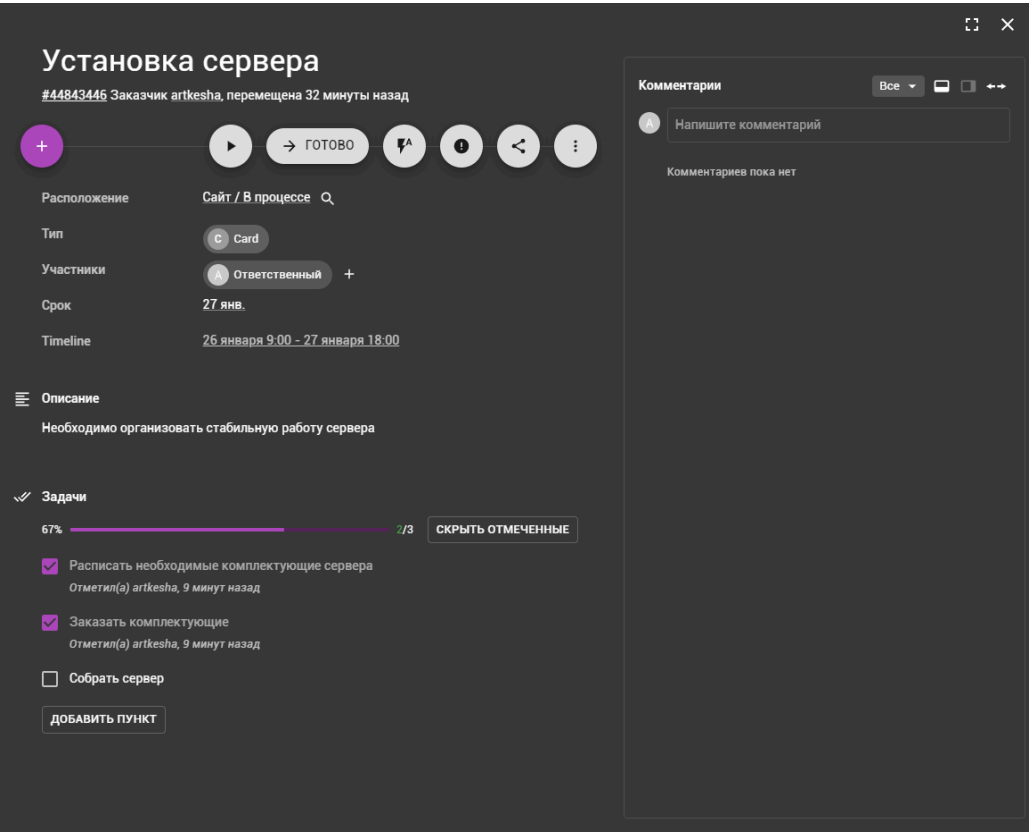 Установка сервера
#44843446 Заказчик artkesha, перемещена 32 минуты назад
ГОТОВО
Расположение Сайт / В процессе
Тип C Card
Участники A Ответственный
Срок 27 янв.
Timeline 26 января 9:00 - 27 января 18:00
Описание
Необходимо организовать стабильную работу сервера
Задачи
67% 2/3 СКРЫТЬ ОТМЕЧЕННЫЕ
Расписать необходимые комплектующие сервера
Отметил(а) artkesha, 9 минут назад
Заказать комплектующие
Отметил(а) artkesha, 9 минут назад
Собрать сервер
ДОБАВИТЬ ПУНКТ
Комментарии Все
A Напишите комментарий
Комментариев пока нет